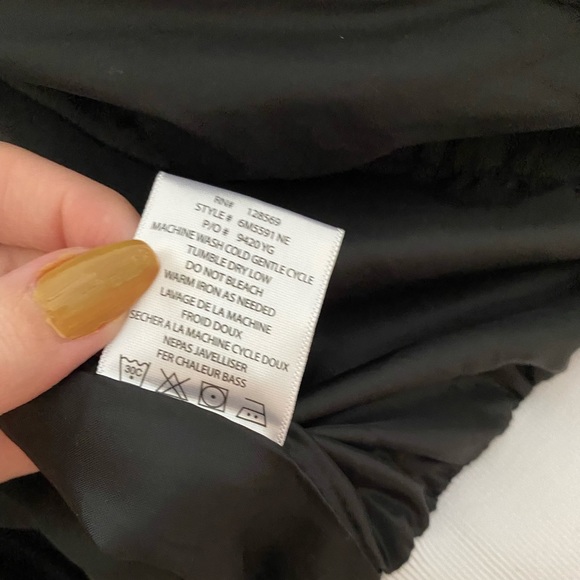 RN# 128569
STYLE # 6M5591 NE
P/O # 9420 YG
MACHINE WASH COLD GENTLE CYCLE
TUMBLE DRY LOW
DO NOT BLEACH
WARM IRON AS NEEDED
LAVAGE DE LA MACHINE
FROID DOUX
SECHER A LA MACHINE CYCLE DOUX
NEPAS JAVELLISER
FER CHALEUR BASS
30C